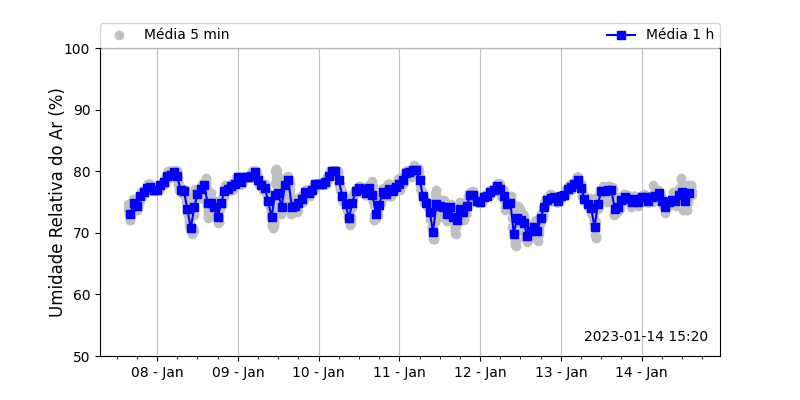 Média 5 min
Média 1 h
100
90
80
70
60
50
Umidade Relativa do Ar (%)
2023-01-14 15:20
08 - Jan
09 - Jan
10 - Jan
11 - Jan
12 - Jan
13 - Jan
14 - Jan